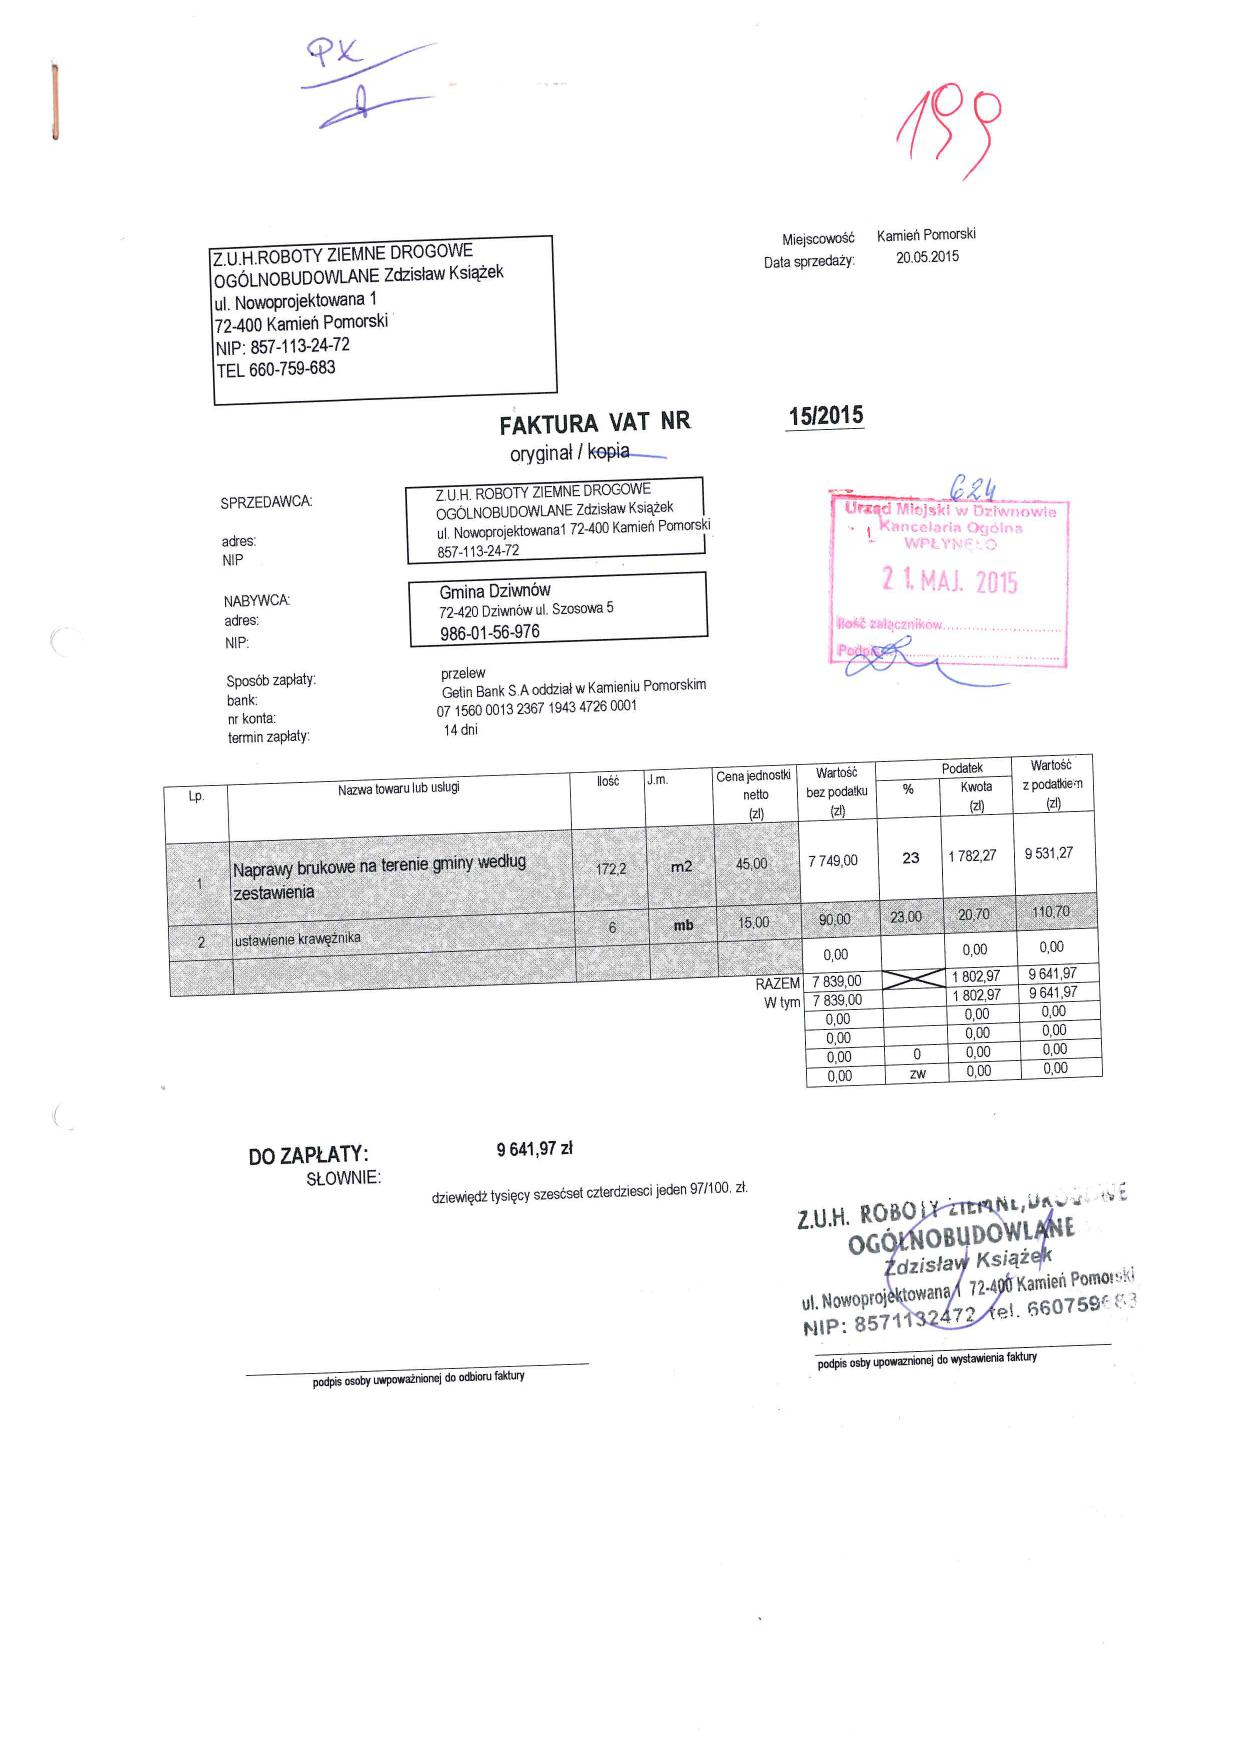 PK
199
Z.U.H.ROBOTY ZIEMNE DROGOWE
OGÓLNOBUDOWLANE Zdzisław Książek
ul. Nowoprojektowana 1
72-400 Kamień Pomorski
NIP: 857-113-24-72
TEL 660-759-683
Miejscowość Kamień Pomorski
Data sprzedaży: 20.05.2015
FAKTURA VAT NR 15/2015
oryginał / kopia
SPRZEDAWCA:
adres:
NIP
Z.U.H. ROBOTY ZIEMNE DROGOWE
OGÓLNOBUDOWLANE Zdzisław Książek
ul. Nowoprojektowana1 72-400 Kamień Pomorski
857-113-24-72
624
Urząd Miejski w Dziwnowie
Kancelaria Ogólna
WPŁYNĘŁO
21. MAJ. 2015
Ilość załączników
Podpis
NABYWCA: Gmina Dziwnów
adres: 72-420 Dziwnów ul. Szosowa 5
NIP: 986-01-56-976
Sposób zapłaty: przelew
bank: Getin Bank S.A oddział w Kamieniu Pomorskim
nr konta: 07 1560 0013 2367 1943 4726 0001
termin zapłaty: 14 dni
Lp. Nazwa towaru lub usługi Ilość J.m. Cena jednostki netto (zl) Wartość bez podatku (zl) Podatek % Kwota (zl) Wartość z podatkiem (zl)
1 Naprawy brukowe na terenie gminy według zestawienia 172,2 m2 45,00 7 749,00 23 1 782,27 9 531,27
2 ustawienie krawężnika 6 mb 15,00 90,00 23,00 20,70 110,70
0,00 0,00 0,00
RAZEM 7 839,00 1 802,97 9 641,97
W tym 7 839,00 1 802,97 9 641,97
0,00 0,00 0,00
0,00 0,00 0,00
0,00 0 0,00 0,00
0,00 zw 0,00 0,00
DO ZAPŁATY: 9 641,97 zł
SŁOWNIE:
dziewiędź tysięcy szesćset czterdziesci jeden 97/100. zł.
Z.U.H. ROBOTY ZIEMNE, DROGOWE
OGÓLNOBUDOWLANE
Zdzisław Książek
ul. Nowoprojektowana 1 72-400 Kamień Pomorski
NIP: 8571132472 tel. 660759683
podpis osoby uwpoważnionej do odbioru faktury
podpis osby upowaznionej do wystawienia faktury